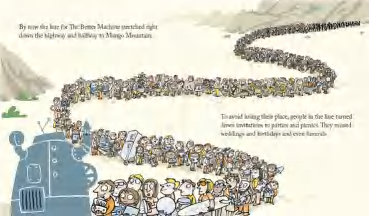 By now the line for The Better Machine stretched right
down the highway and halfway to Mango Mountain.
To avoid losing their place, people in the line turned
down invitations to parties and picnics. They missed
weddings and birthdays and even funerals.